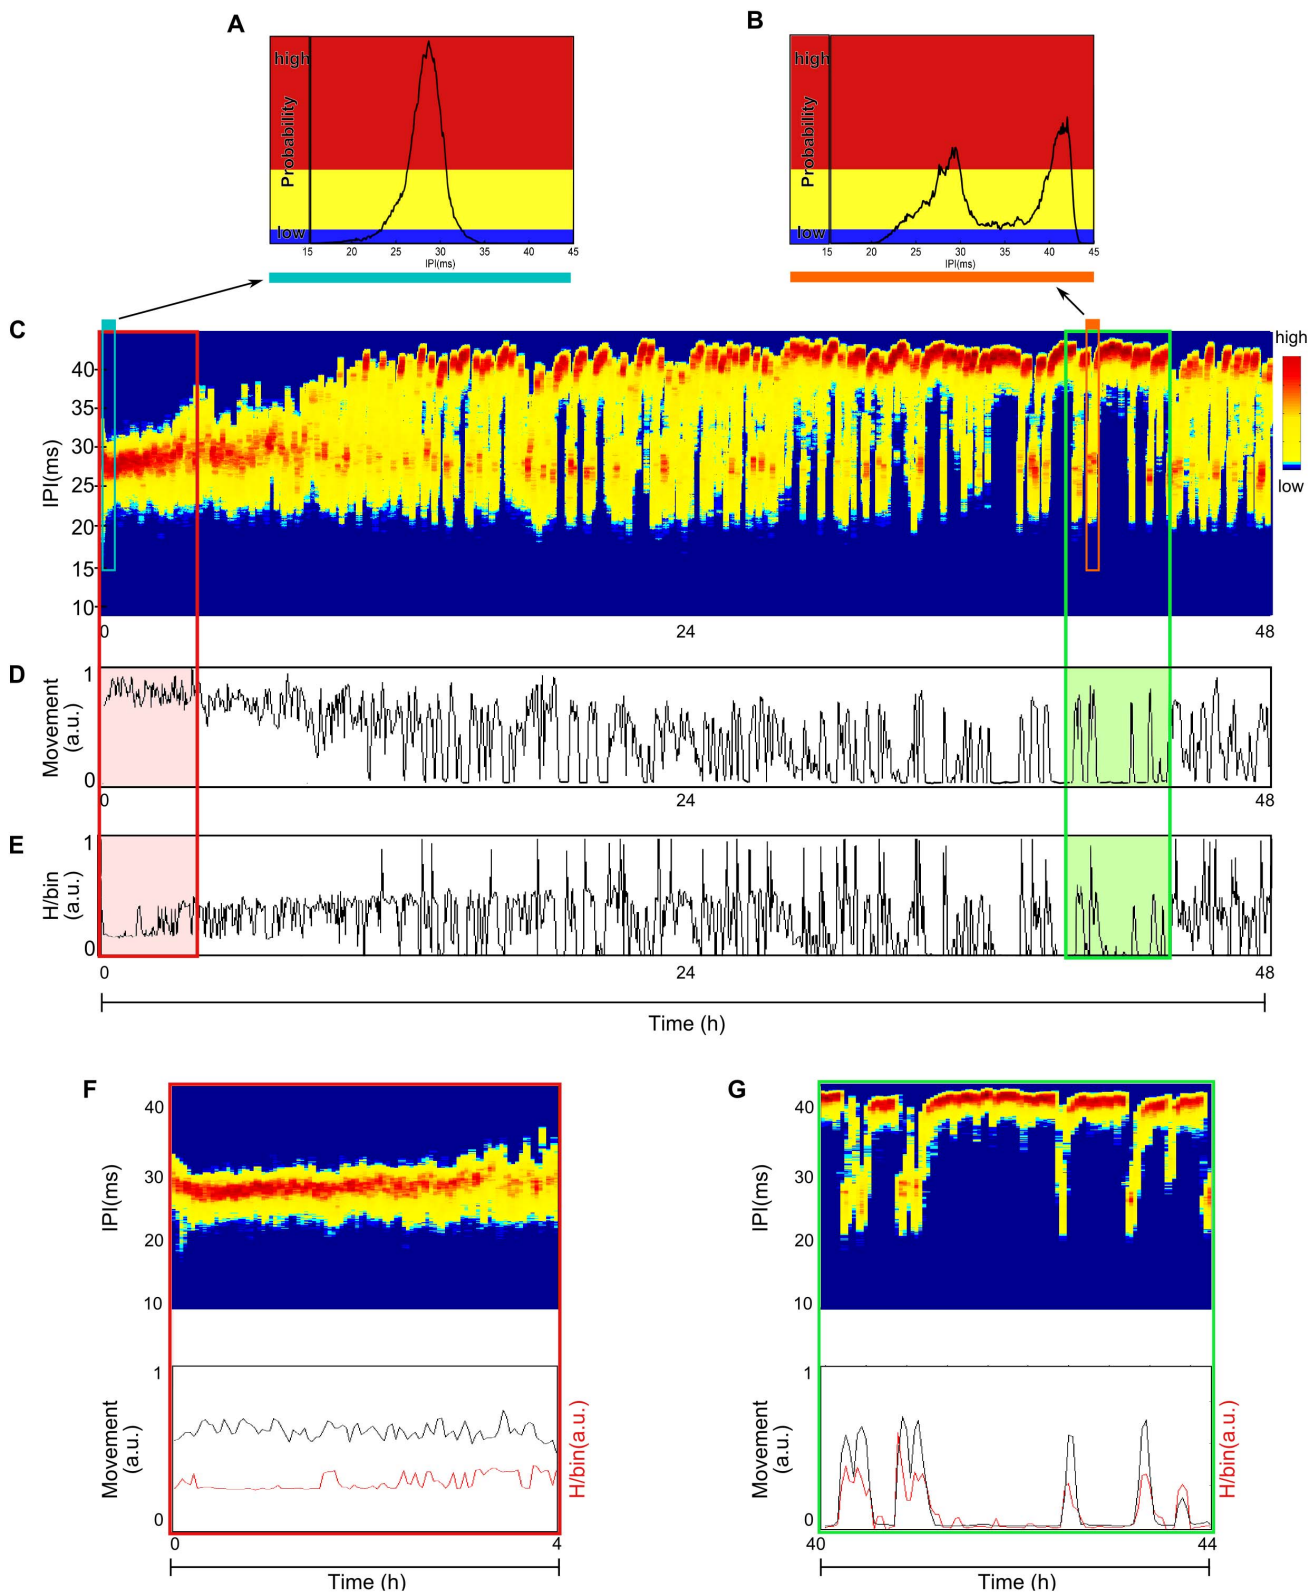 A
high
Probability
low
15 20 25 30 35 40 45
IPI(ms)
B
high
Probability
low
15 20 25 30 35 40 45
IPI(ms)
C
IPI(ms)
40
35
30
25
20
15
10
0 24 48
high
low
D
Movement
(a.u.)
1
0
0 24 48
E
H/bin
(a.u.)
1
0
0 24 48
Time (h)
F
IPI(ms)
40
30
20
10
Movement
(a.u.)
1
0
H/bin(a.u.)
0 4
Time (h)
G
IPI(ms)
40
30
20
10
Movement
(a.u.)
1
0
H/bin(a.u.)
40 44
Time (h)